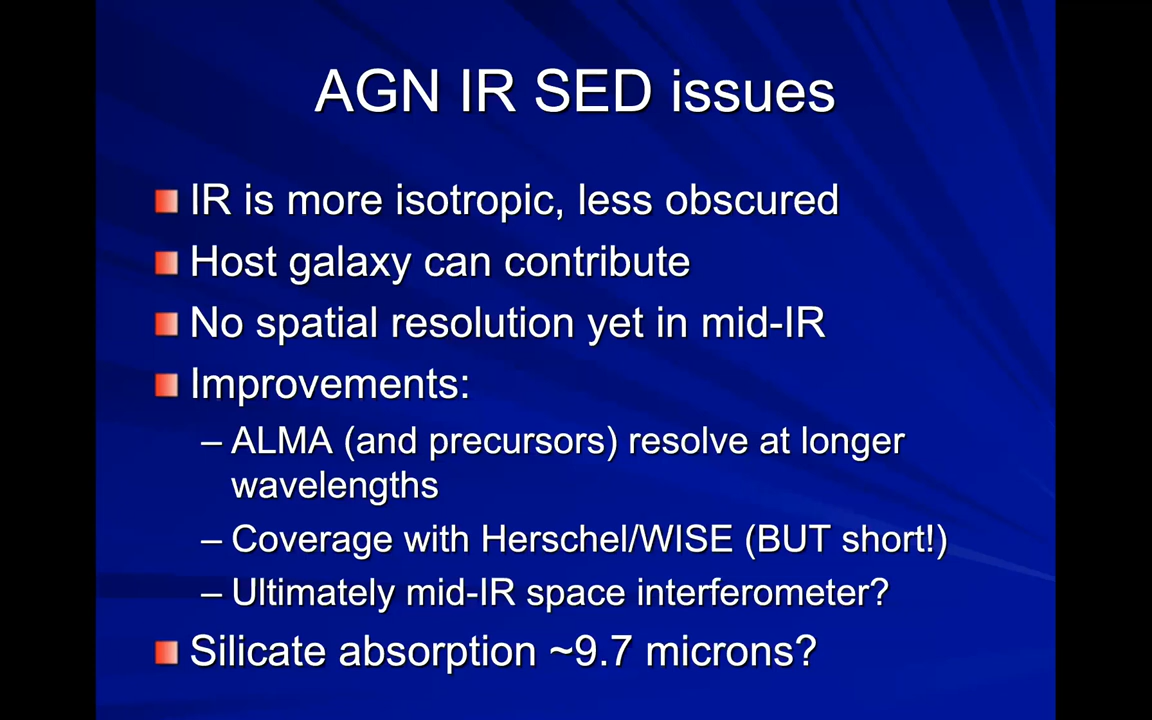 AGN IR SED issues
IR is more isotropic, less obscured
Host galaxy can contribute
No spatial resolution yet in mid-IR
Improvements:
– ALMA (and precursors) resolve at longer
wavelengths
– Coverage with Herschel/WISE (BUT short!)
– Ultimately mid-IR space interferometer?
Silicate absorption ~9.7 microns?